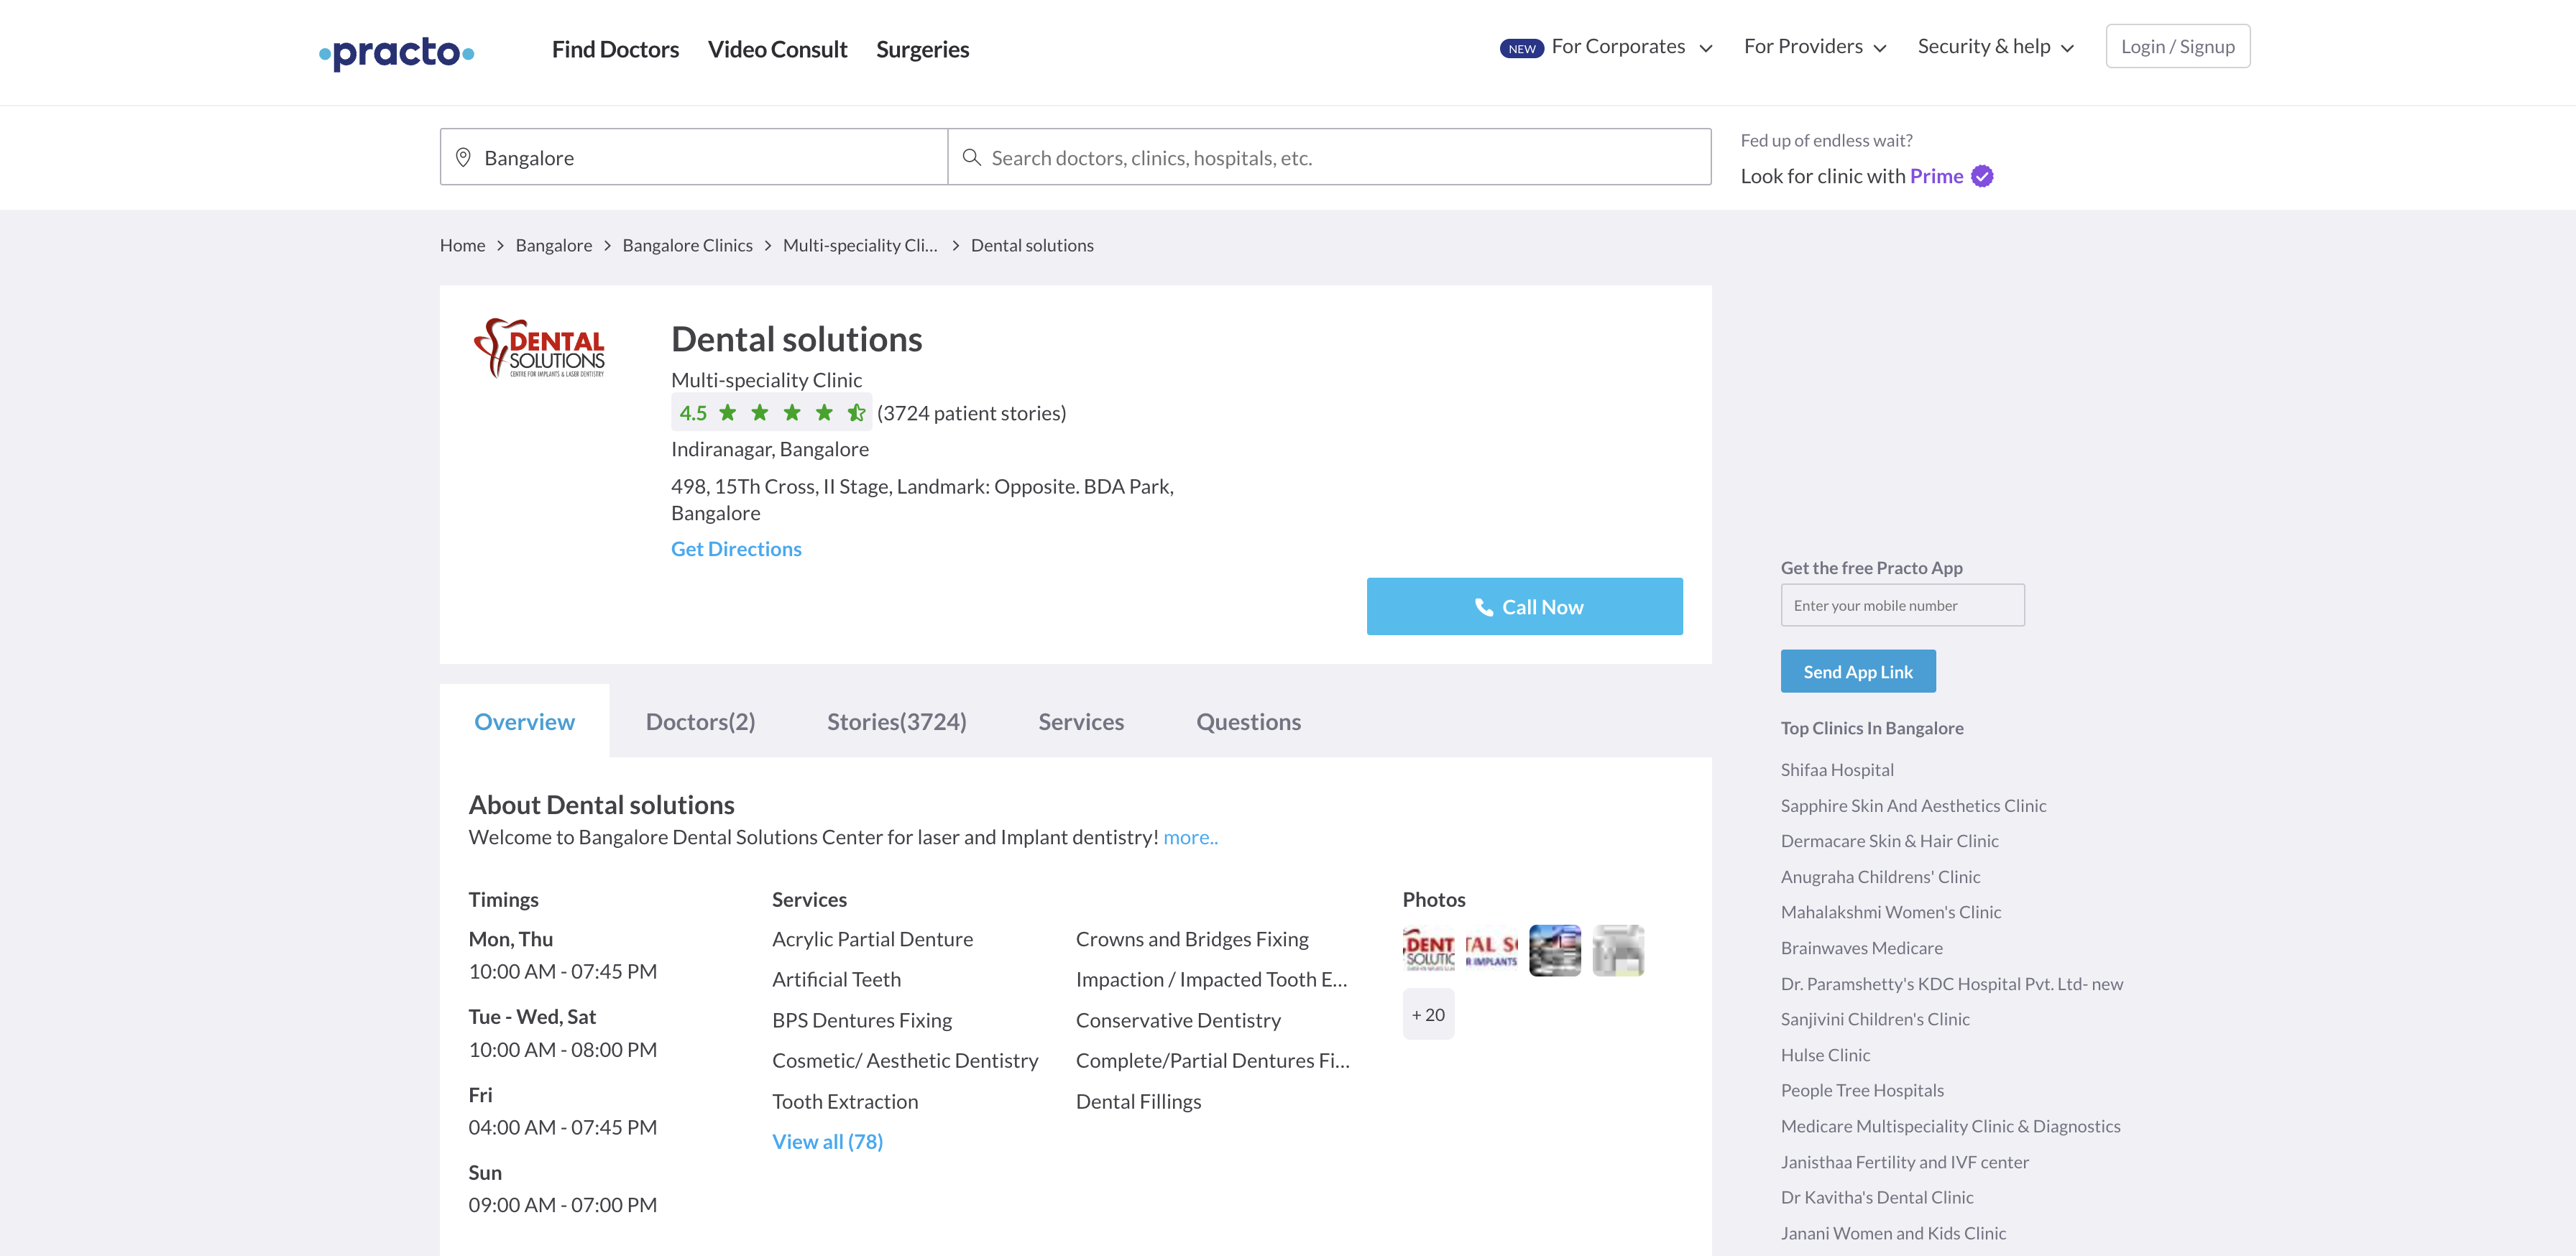 practo
Find Doctors
Video Consult
Surgeries
NEW
For Corporates
For Providers
Security & help
Login / Signup
Bangalore
Search doctors, clinics, hospitals, etc.
Fed up of endless wait?
Look for clinic with Prime
Home > Bangalore > Bangalore Clinics > Multi-speciality Cli... > Dental solutions
DENTAL
SOLUTIONS
CENTRE FOR IMPLANTS & LASER DENTISTRY
Dental solutions
Multi-speciality Clinic
4.5 (3724 patient stories)
Indiranagar, Bangalore
498, 15Th Cross, II Stage, Landmark: Opposite. BDA Park,
Bangalore
Get Directions
Call Now
Overview
Doctors(2)
Stories(3724)
Services
Questions
About Dental solutions
Welcome to Bangalore Dental Solutions Center for laser and Implant dentistry! more..
Timings
Mon, Thu
10:00 AM - 07:45 PM
Tue - Wed, Sat
10:00 AM - 08:00 PM
Fri
04:00 AM - 07:45 PM
Sun
09:00 AM - 07:00 PM
Services
Acrylic Partial Denture
Artificial Teeth
BPS Dentures Fixing
Cosmetic/ Aesthetic Dentistry
Tooth Extraction
View all (78)
Crowns and Bridges Fixing
Impaction / Impacted Tooth E...
Conservative Dentistry
Complete/Partial Dentures Fi...
Dental Fillings
Photos
DENT
SOLUTIC
TAL S
R IMPLANTS
+ 20
Get the free Practo App
Enter your mobile number
Send App Link
Top Clinics In Bangalore
Shifaa Hospital
Sapphire Skin And Aesthetics Clinic
Dermacare Skin & Hair Clinic
Anugraha Childrens' Clinic
Mahalakshmi Women's Clinic
Brainwaves Medicare
Dr. Paramshetty's KDC Hospital Pvt. Ltd- new
Sanjivini Children's Clinic
Hulse Clinic
People Tree Hospitals
Medicare Multispeciality Clinic & Diagnostics
Janisthaa Fertility and IVF center
Dr Kavitha's Dental Clinic
Janani Women and Kids Clinic